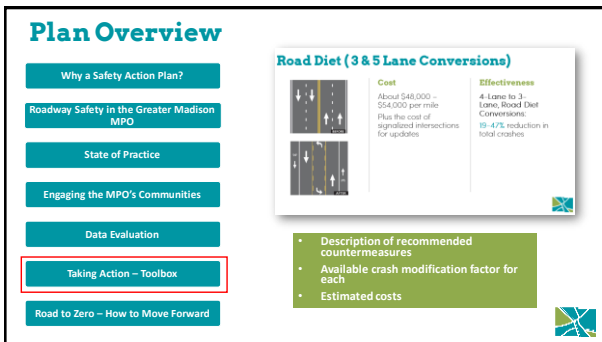 Plan Overview
Why a Safety Action Plan?
Roadway Safety in the Greater Madison
MPO
State of Practice
Engaging the MPO's Communities
Data Evaluation
Taking Action – Toolbox
Road to Zero – How to Move Forward
Road Diet (3 & 5 Lane Conversions)
Cost
About $48,000 –
$54,000 per mile
Plus the cost of
signalized intersections
for updates
Effectiveness
4-Lane to 3-
Lane, Road Diet
Conversions:
19-47% reduction in
total crashes
• Description of recommended
countermeasures
• Available crash modification factor for
each
• Estimated costs